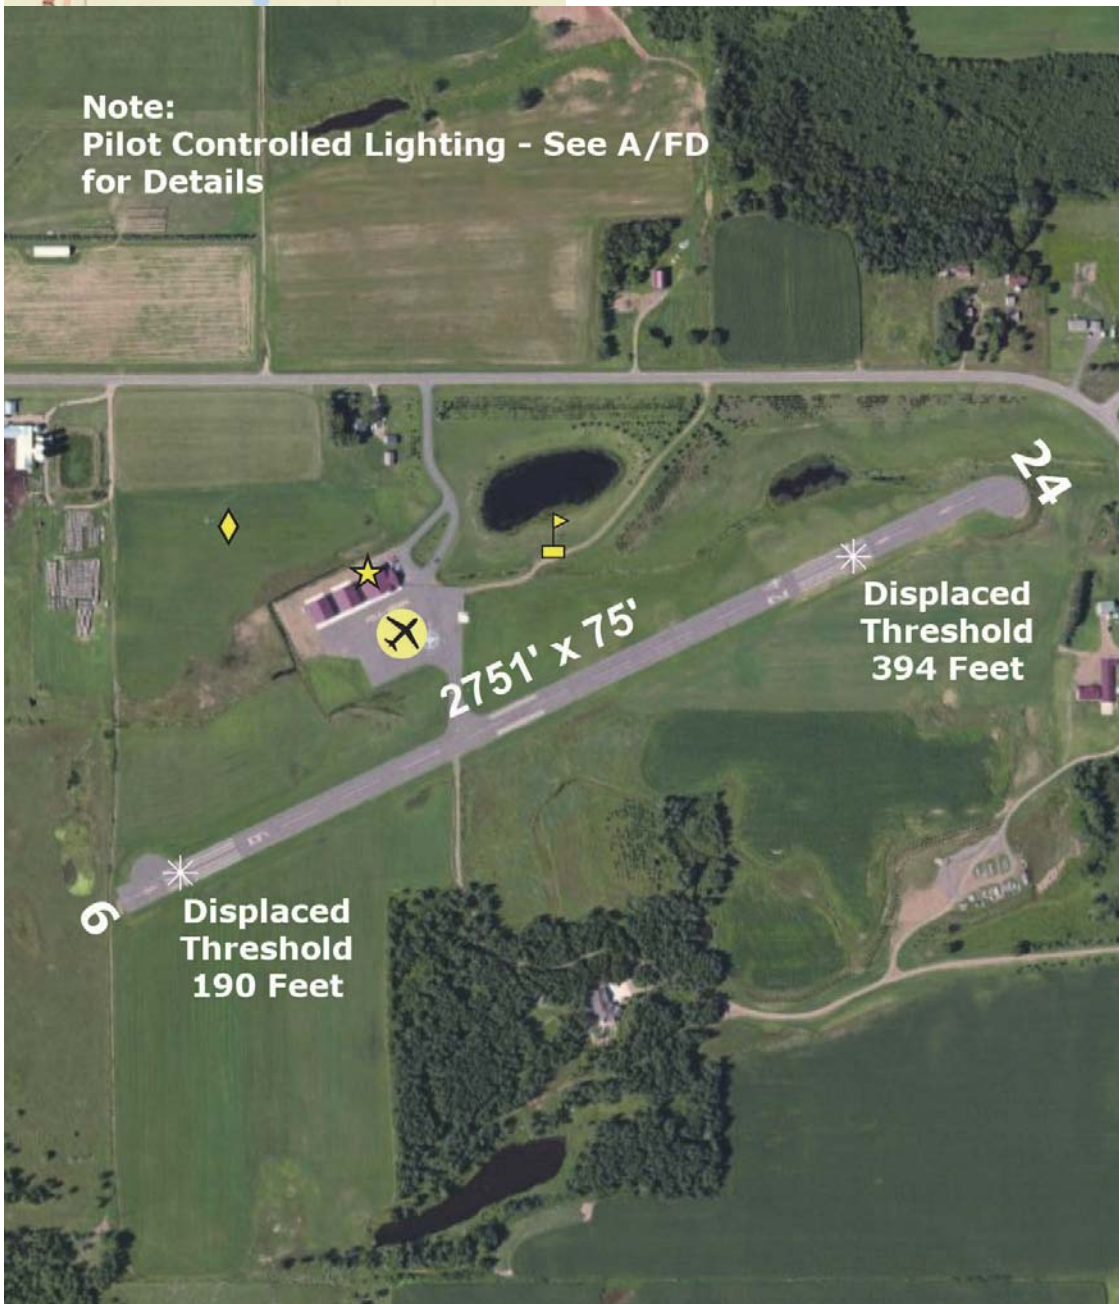 Note:
Pilot Controlled Lighting - See A/FD
for Details
24
Displaced
Threshold
394 Feet
2751' x 75'
6
Displaced
Threshold
190 Feet